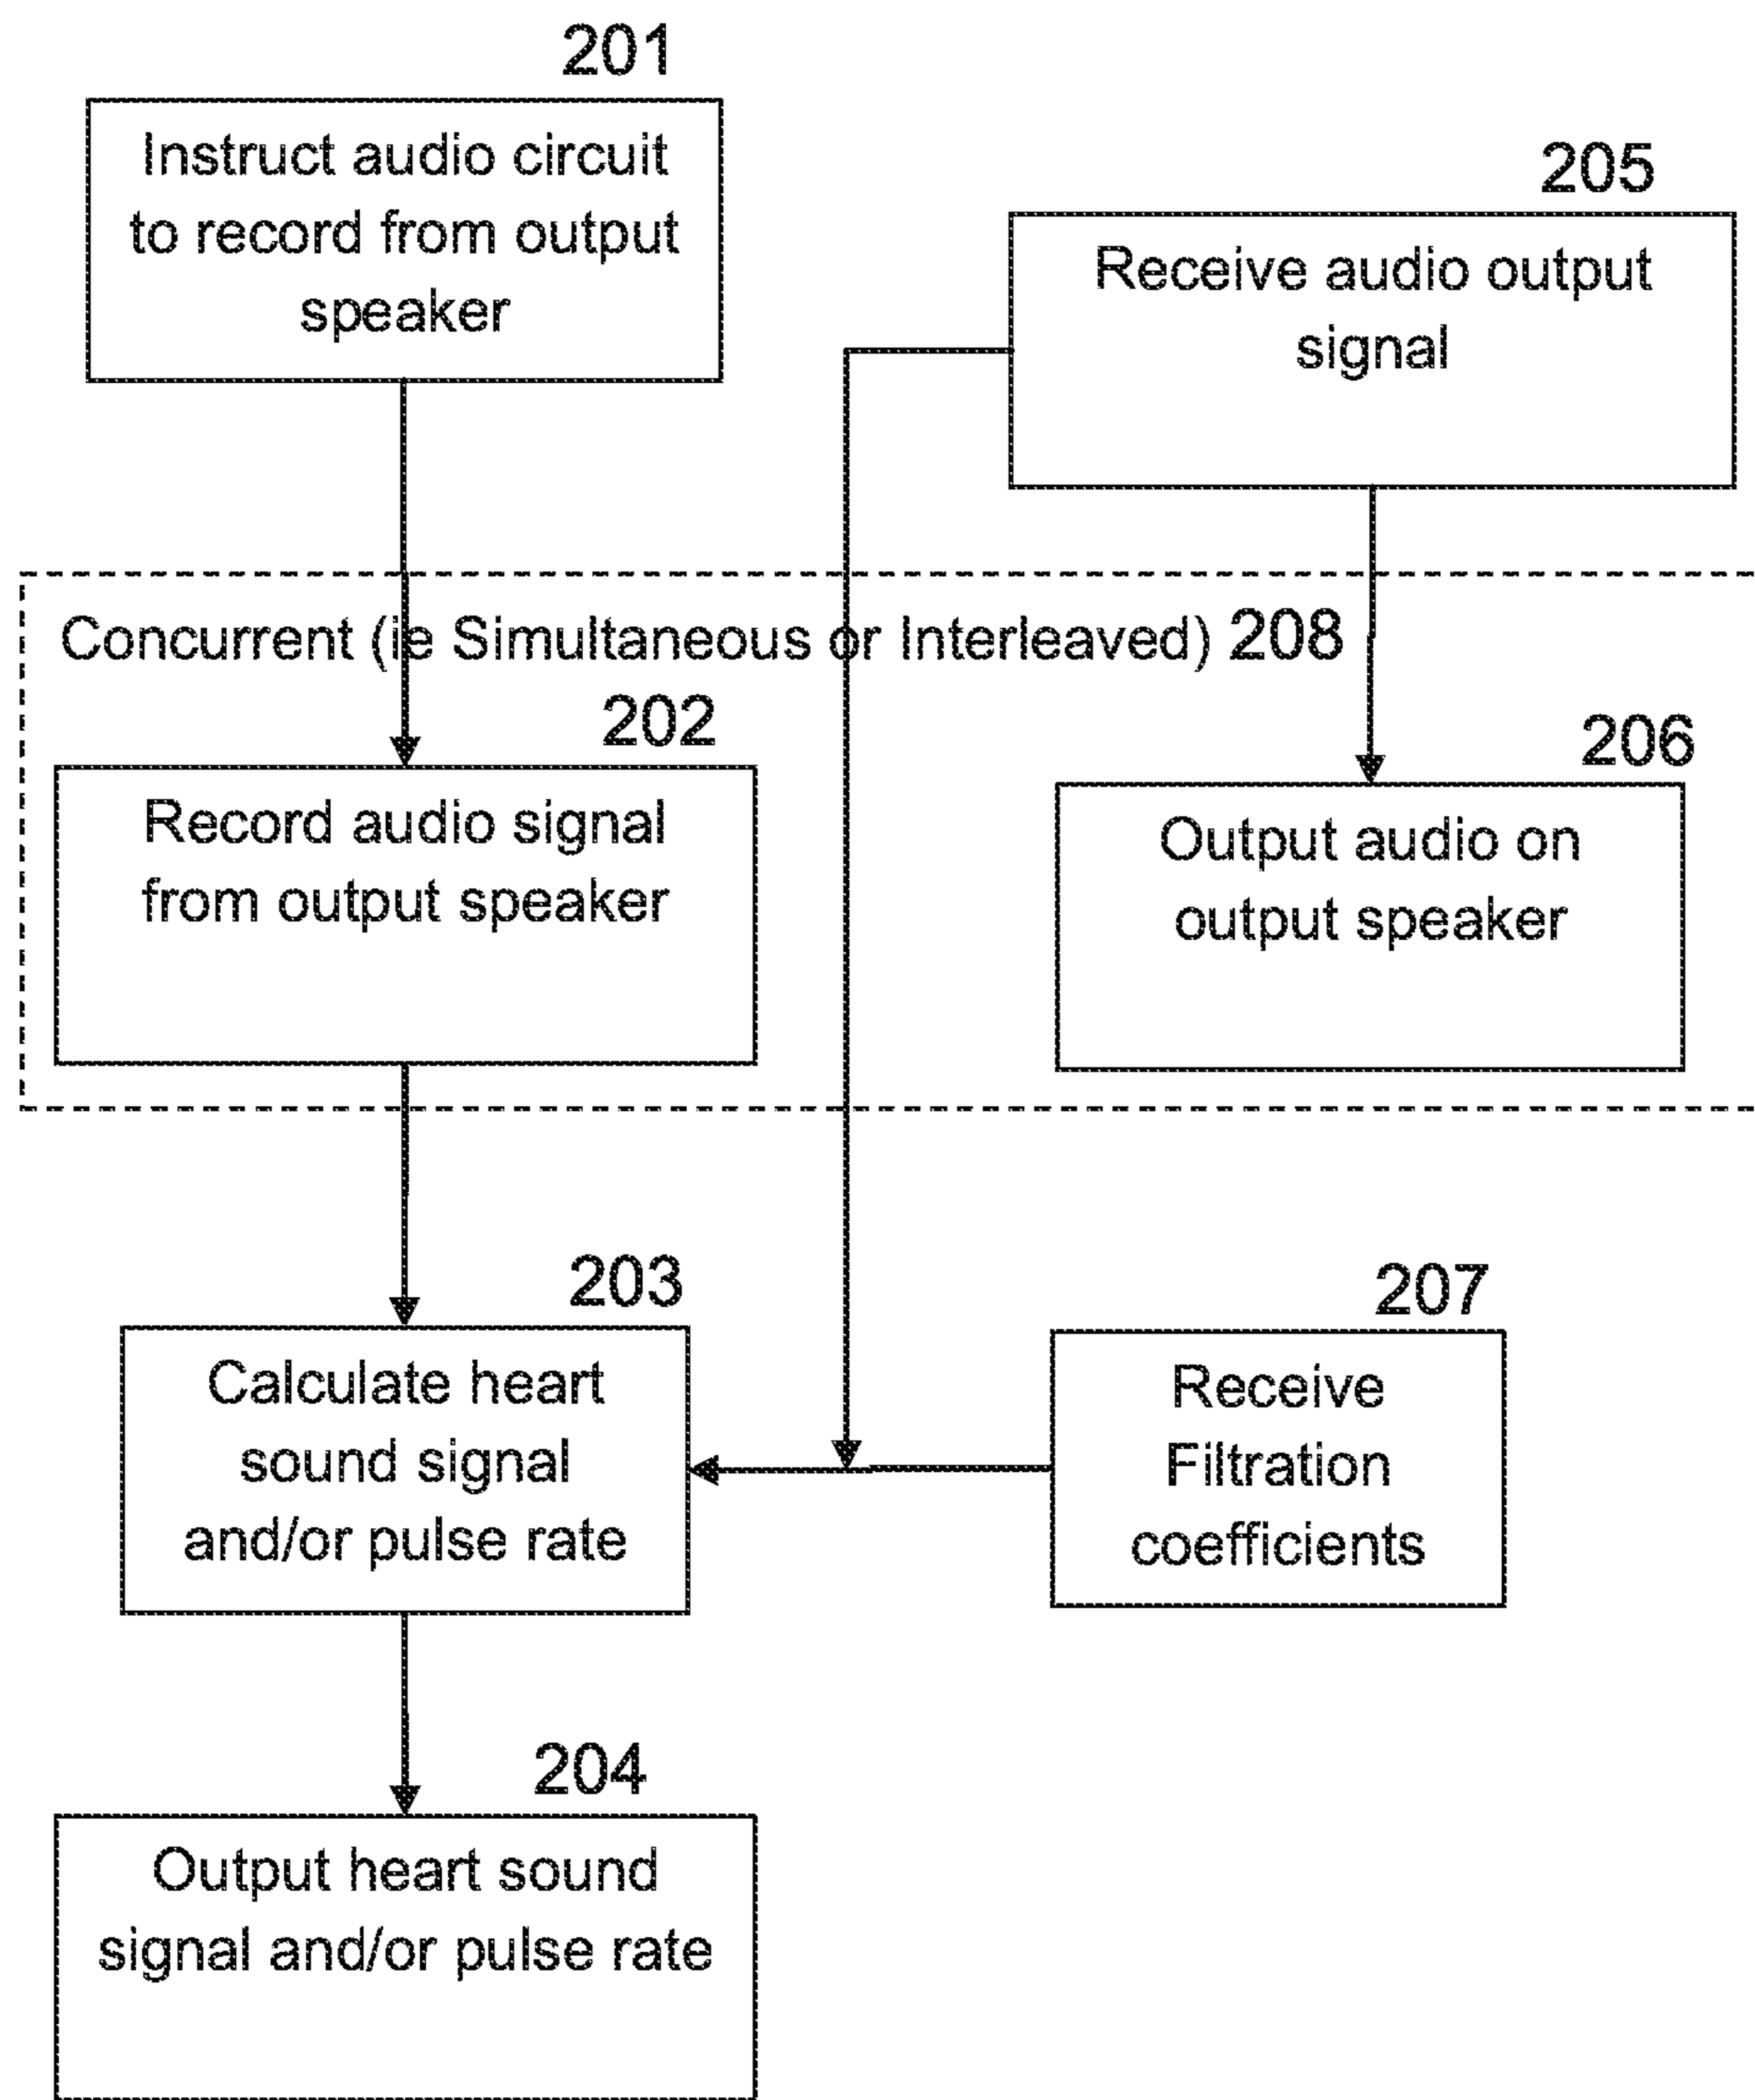 201
Instruct audio circuit
to record from output
speaker
205
Receive audio output
signal
Concurrent (ie Simultaneous or Interleaved) 208
202
Record audio signal
from output speaker
206
Output audio on
output speaker
203
Calculate heart
sound signal
and/or pulse rate
207
Receive
Filtration
coefficients
204
Output heart sound
signal and/or pulse rate